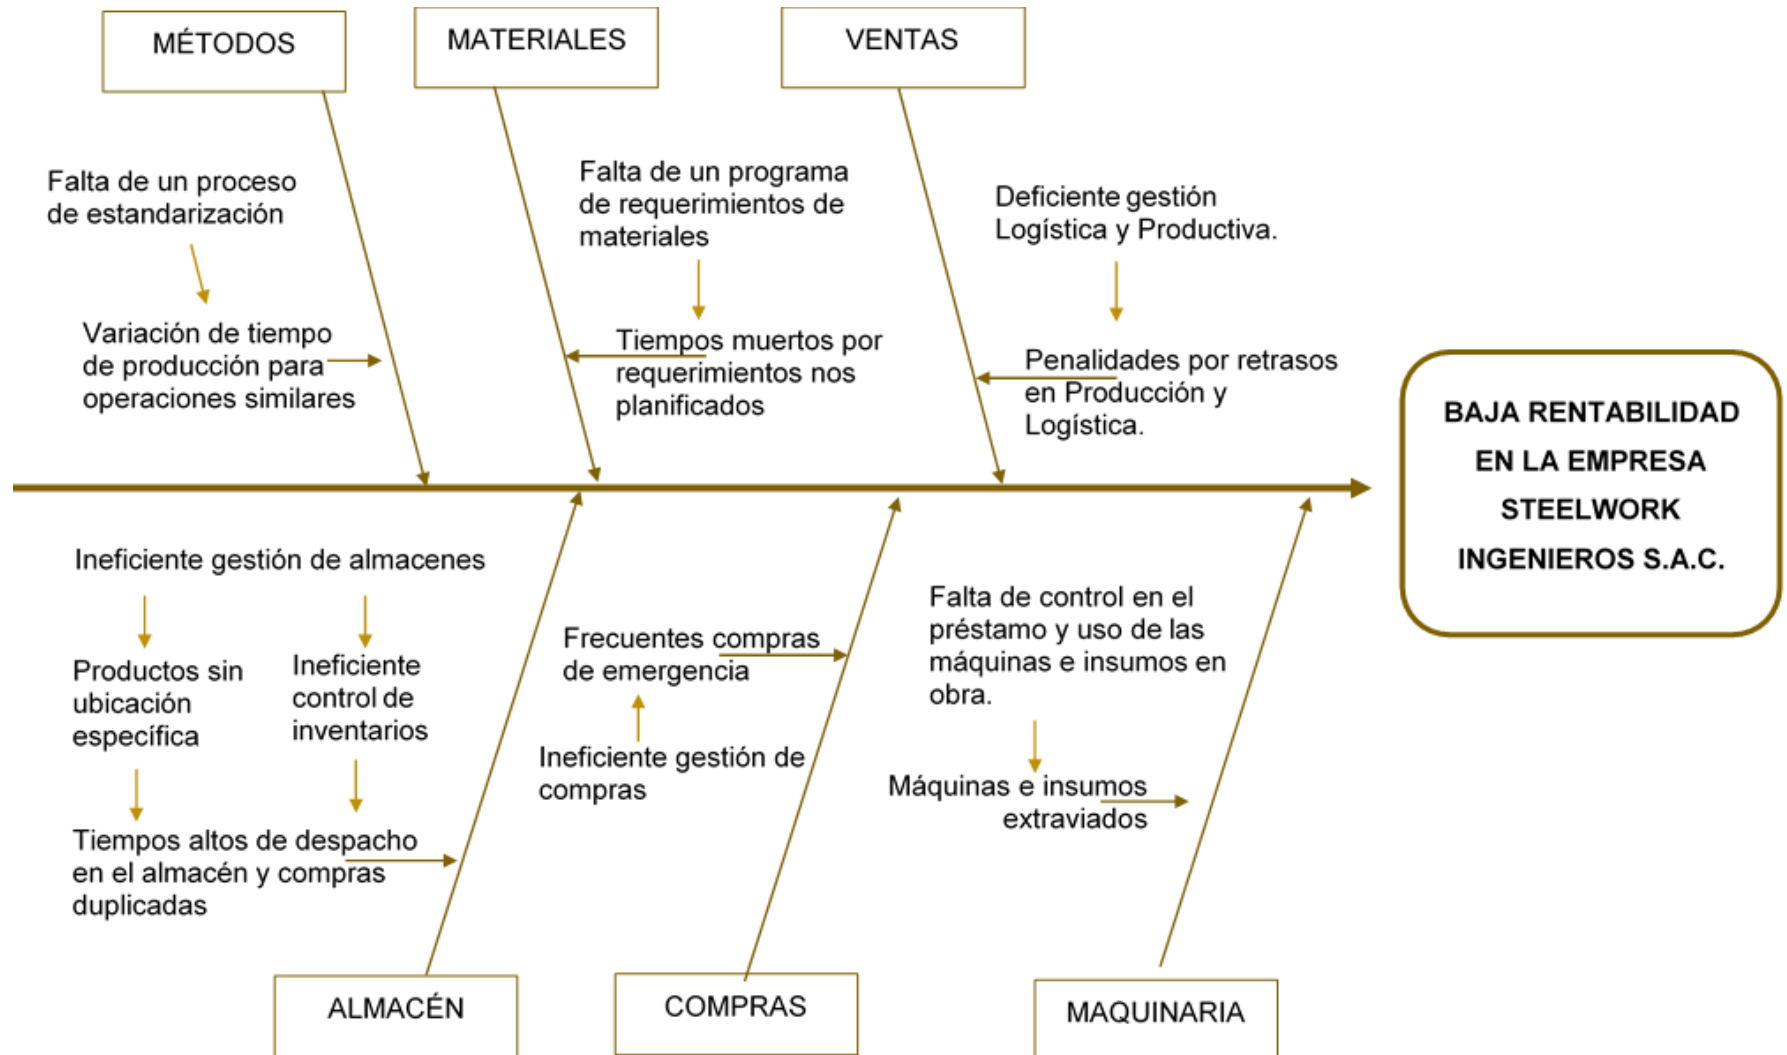 MÉTODOS
MATERIALES
VENTAS
Falta de un proceso
de estandarización
Variación de tiempo
de producción para
operaciones similares
Falta de un programa
de requerimientos de
materiales
Tiempos muertos por
requerimientos nos
planificados
Deficiente gestión
Logística y Productiva.
Penalidades por retrasos
en Producción y
Logística.
BAJA RENTABILIDAD
EN LA EMPRESA
STEELWORK
INGENIEROS S.A.C.
Ineficiente gestión de almacenes
Productos sin
ubicación
específica
Ineficiente
control de
inventarios
Tiempos altos de despacho
en el almacén y compras
duplicadas
Frecuentes compras
de emergencia
Ineficiente gestión de
compras
Falta de control en el
préstamo y uso de las
máquinas e insumos en
obra.
Máquinas e insumos
extraviados
ALMACÉN
COMPRAS
MAQUINARIA